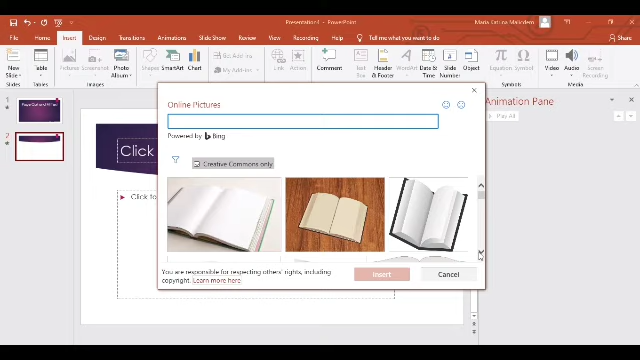 Presentation4 - PowerPoint
File Home Insert Design Transitions Animations Slide Show Review View Recording Help Tell me what you want to do Share
New Slide Table Pictures Screenshot Photo Album Shapes SmartArt Chart Get Add-ins My Add-ins Link Action Comment Text Box Header & Footer WordArt Date & Time Slide Number Object Equation Symbol Video Audio Screen Recording
Slides Tables Images Symbols Media
Online Pictures
Powered by Bing
Creative Commons only
You are responsible for respecting others' rights, including
copyright. Learn more here
Insert Cancel
Animation Pane
Play All
1
2
Click
Click to